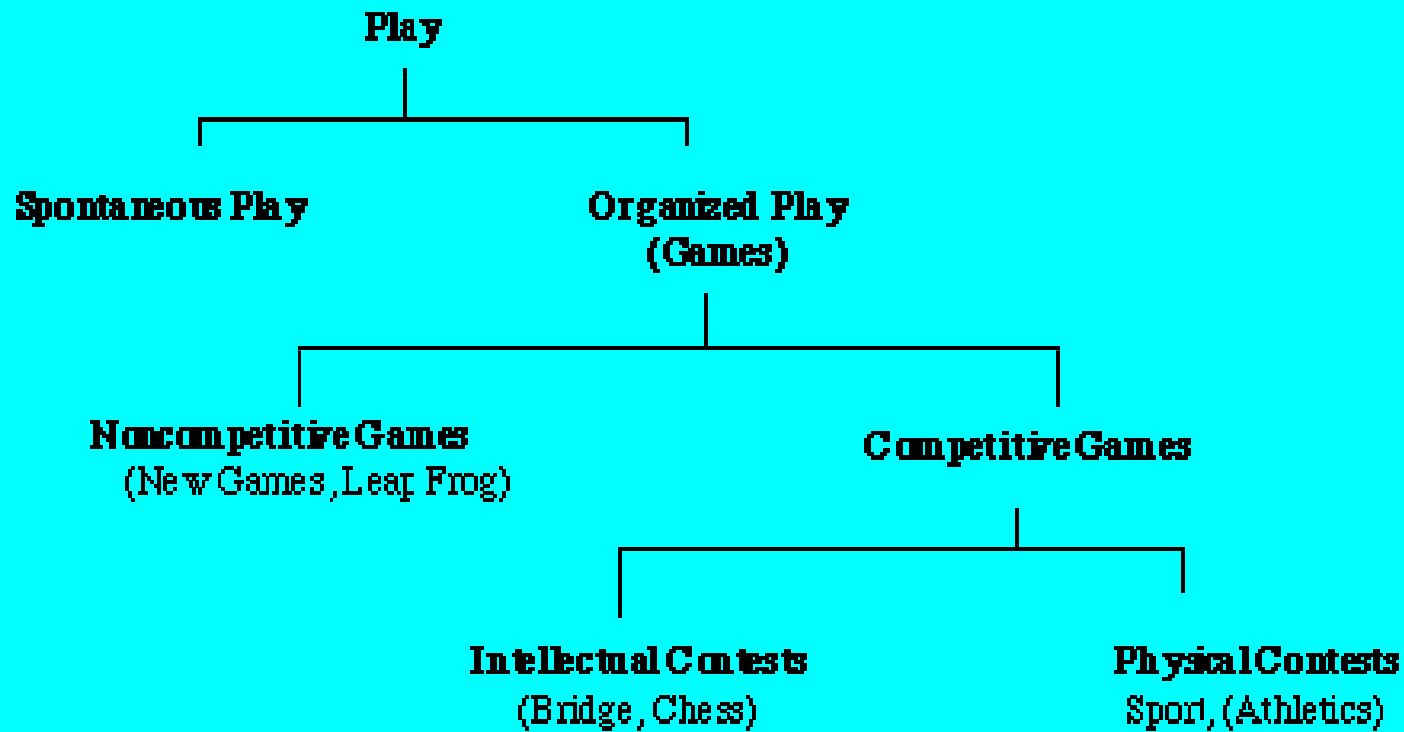 Play
Spontaneous Play
Organized Play
(Games)
Noncompetitive Games
(New Games, Leap Frog)
Competitive Games
Intellectual Contests
(Bridge, Chess)
Physical Contests
Sport, (Athletics)